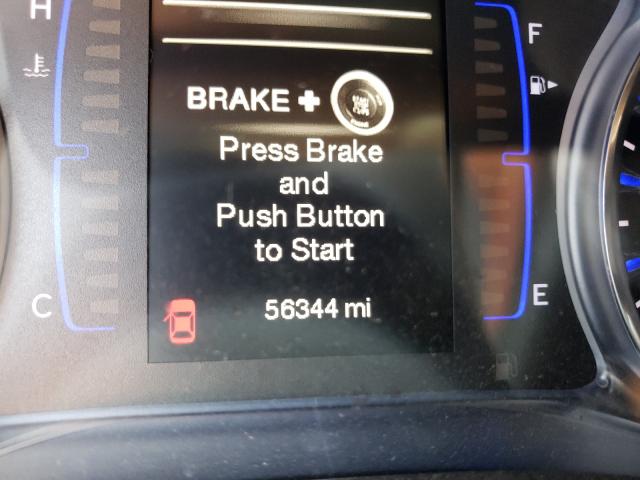 H
F
BRAKE +
Press Brake
and
Push Button
to Start
C
56344 mi
E